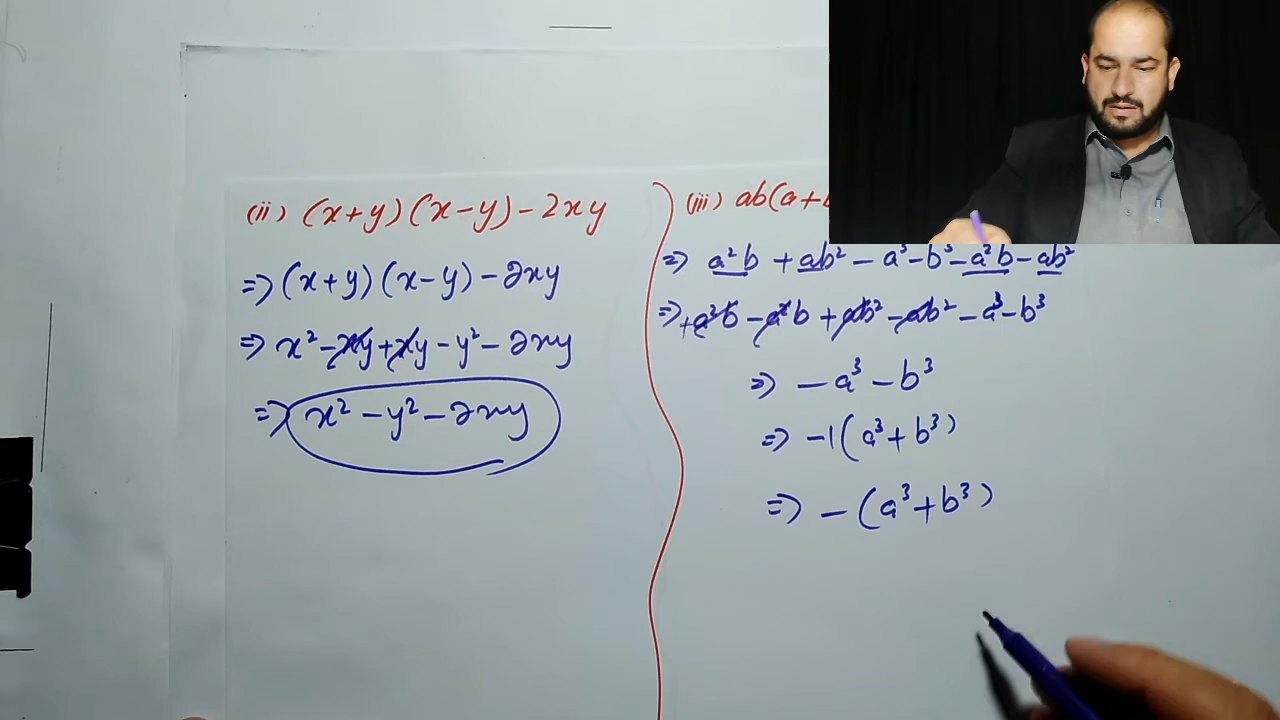 (ii) (x+y)(x-y)-2xy
=> (x+y)(x-y)-2xy
=> x²-xy+xy-y²-2xy
=> x²-y²-2xy
(iii) ab(a+
=> a²b+ab²-a³-b³-a²b-ab²
=> +a²b-a²b+ab²-ab²-a³-b³
=> -a³-b³
=> -1(a³+b³)
=> -(a³+b³)